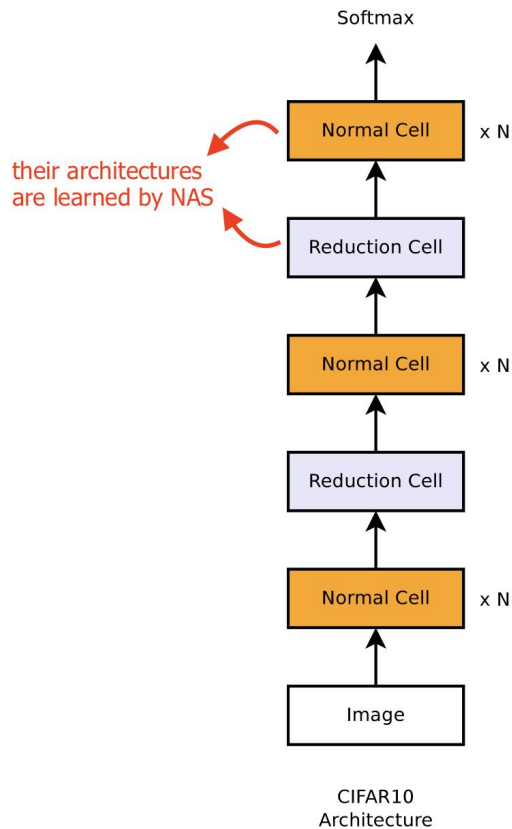 Softmax
Normal Cell
x N
their architectures
are learned by NAS
Reduction Cell
Normal Cell
x N
Reduction Cell
Normal Cell
x N
Image
CIFAR10
Architecture